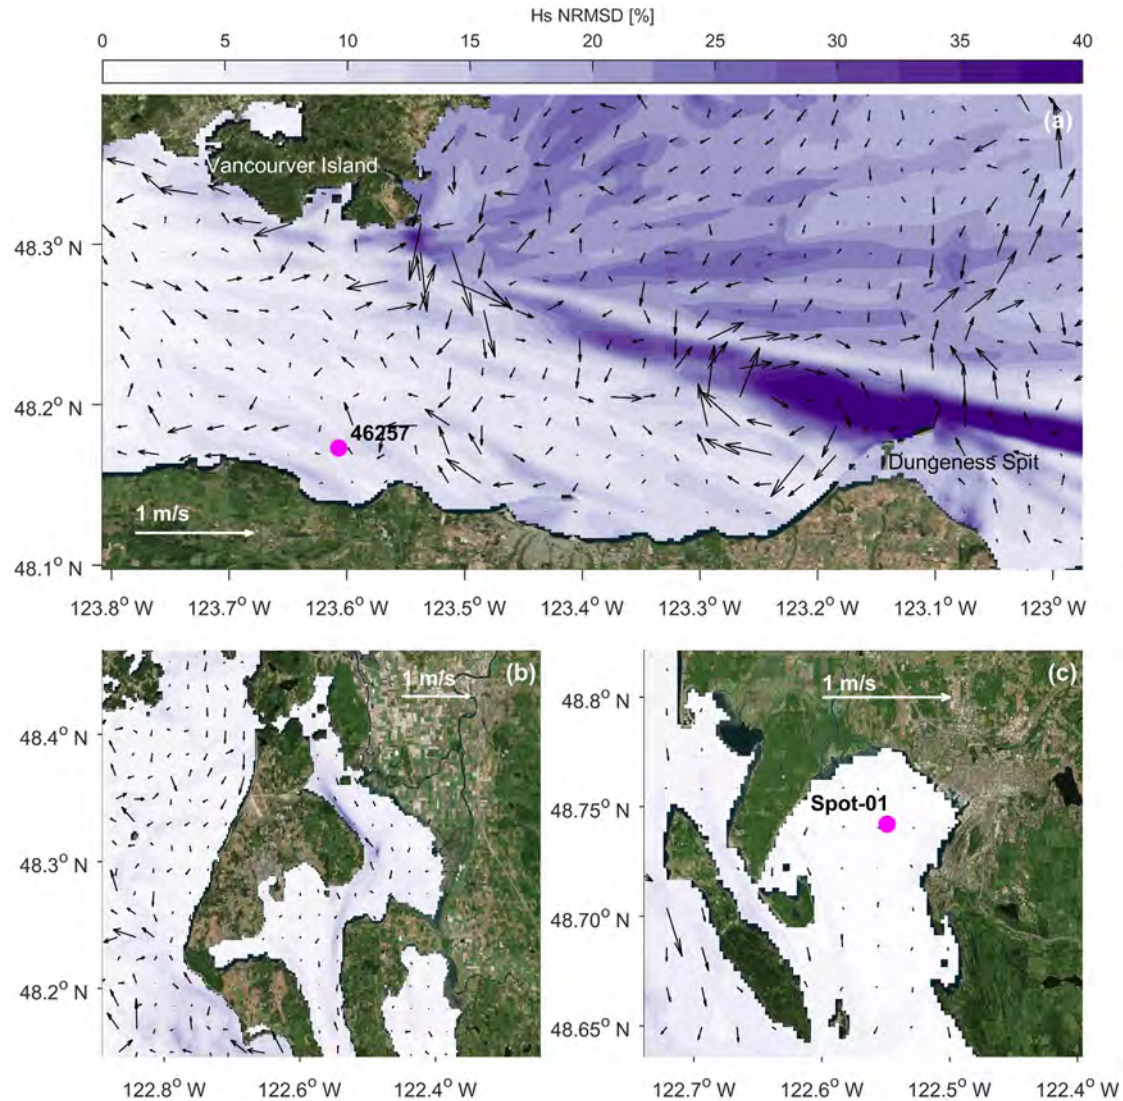 Hs NRMSD [%]
0 5 10 15 20 25 30 35 40
(a)
Vancourver Island
48.3° N
48.2° N
46257
Dungeness Spit
1 m/s
48.1° N
123.8° W 123.7° W 123.6° W 123.5° W 123.4° W 123.3° W 123.2° W 123.1° W 123° W
(b)
1 m/s
48.4° N
48.3° N
48.2° N
122.8° W 122.6° W 122.4° W
(c)
1 m/s
48.8° N
48.75° N
Spot-01
48.70° N
48.65° N
122.7° W 122.6° W 122.5° W 122.4° W